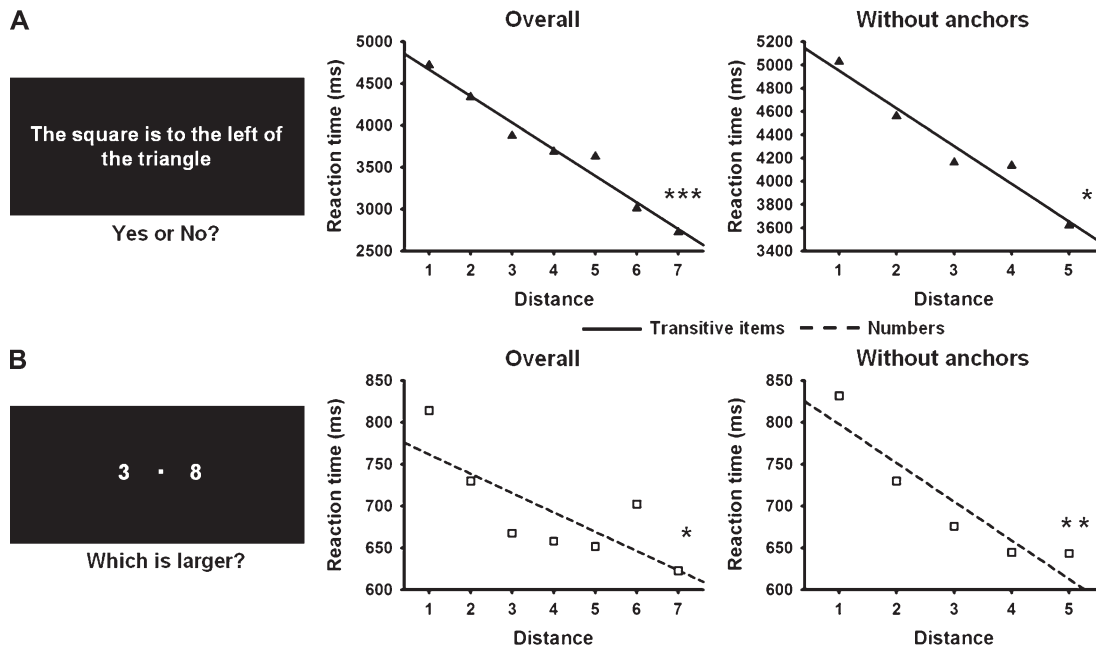 A
Overall
Without anchors
The square is to the left of
the triangle
Yes or No?
Reaction time (ms)
5000
4500
4000
3500
3000
2500
***
1 2 3 4 5 6 7
Distance
Reaction time (ms)
5200
5000
4800
4600
4400
4200
4000
3800
3600
3400
*
1 2 3 4 5
Distance
Transitive items
Numbers
B
Overall
Without anchors
3 · 8
Which is larger?
Reaction time (ms)
850
800
750
700
650
600
*
1 2 3 4 5 6 7
Distance
Reaction time (ms)
850
800
750
700
650
600
**
1 2 3 4 5
Distance